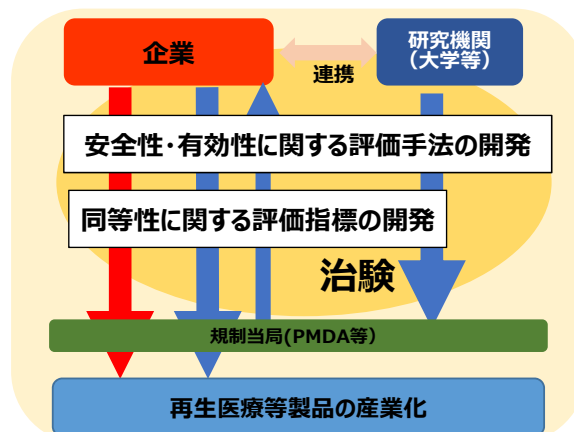 企業
研究機関
（大学等）
連携
安全性･有効性に関する評価手法の開発
同等性に関する評価指標の開発
治験
規制当局(PMDA等）
再生医療等製品の産業化